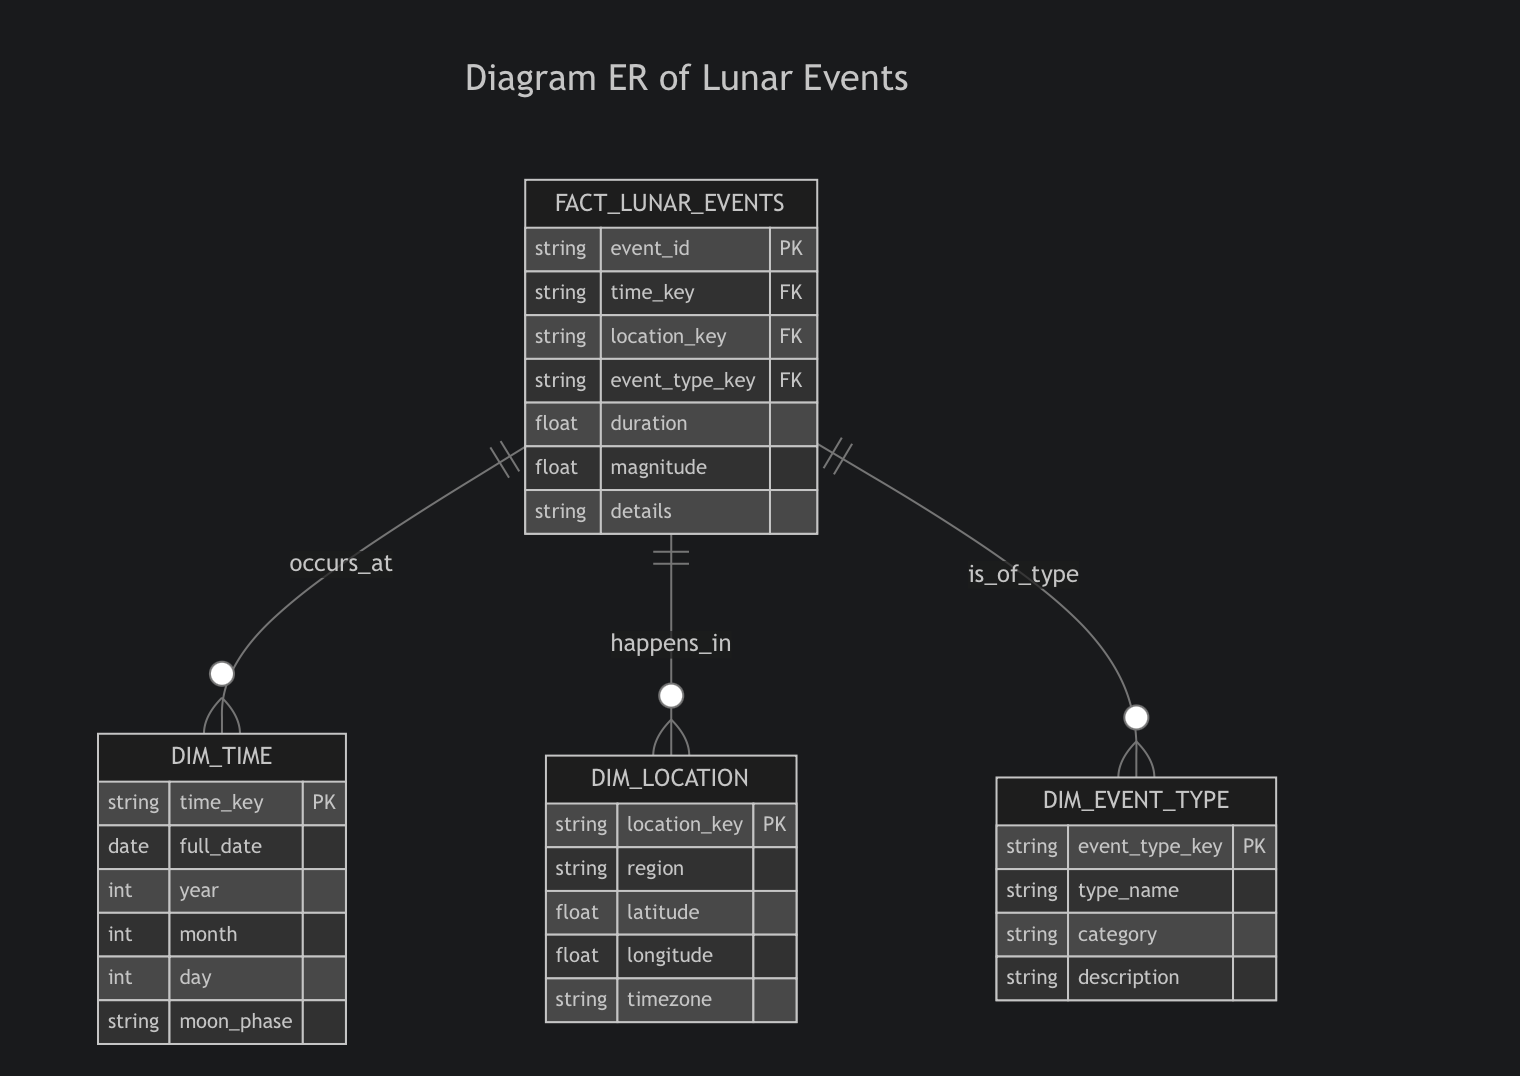 Diagram ER of Lunar Events
FACT_LUNAR_EVENTS
string event_id PK
string time_key FK
string location_key FK
string event_type_key FK
float duration
float magnitude
string details
occurs_at
happens_in
is_of_type
DIM_TIME
string time_key PK
date full_date
int year
int month
int day
string moon_phase
DIM_LOCATION
string location_key PK
string region
float latitude
float longitude
string timezone
DIM_EVENT_TYPE
string event_type_key PK
string type_name
string category
string description